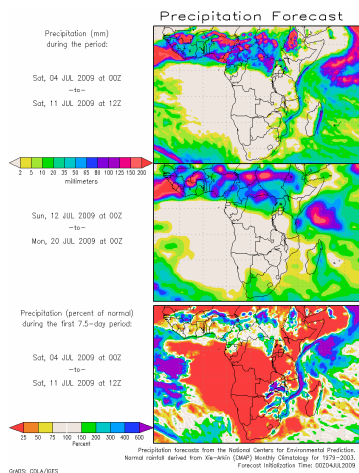 Precipitation Forecast
Precipitation (mm)
during the period:
Sat, 04 JUL 2009 at 00Z
-to-
Sat, 11 JUL 2009 at 12Z
2 5 10 20 35 50 65 80 100 125 150 200
millimeters
Sun, 12 JUL 2009 at 00Z
-to-
Mon, 20 JUL 2009 at 00Z
Precipitation (percent of normal)
during the first 7.5-day period:
Sat, 04 JUL 2009 at 00Z
-to-
Sat, 11 JUL 2009 at 12Z
25 50 75 100 150 200 300 400 600
Percent
Precipitation forecasts from the National Centers for Environmental Prediction.
Normal rainfall derived from Xie-Arkin (CMAP) Monthly Climatology for 1979-2003.
Forecast Initialization Time: 00Z04JUL2009
GrADS: COLA/IGES